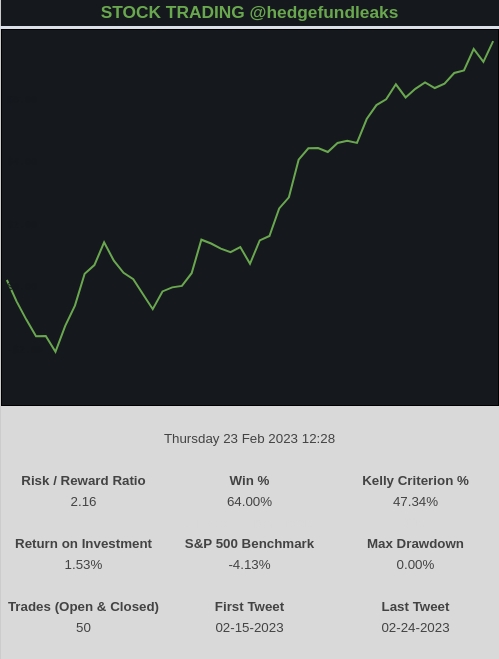 STOCK TRADING @hedgefundleaks
Thursday 23 Feb 2023 12:28
Risk / Reward Ratio Win % Kelly Criterion %
2.16 64.00% 47.34%
Return on Investment S&P 500 Benchmark Max Drawdown
1.53% -4.13% 0.00%
Trades (Open & Closed) First Tweet Last Tweet
50 02-15-2023 02-24-2023